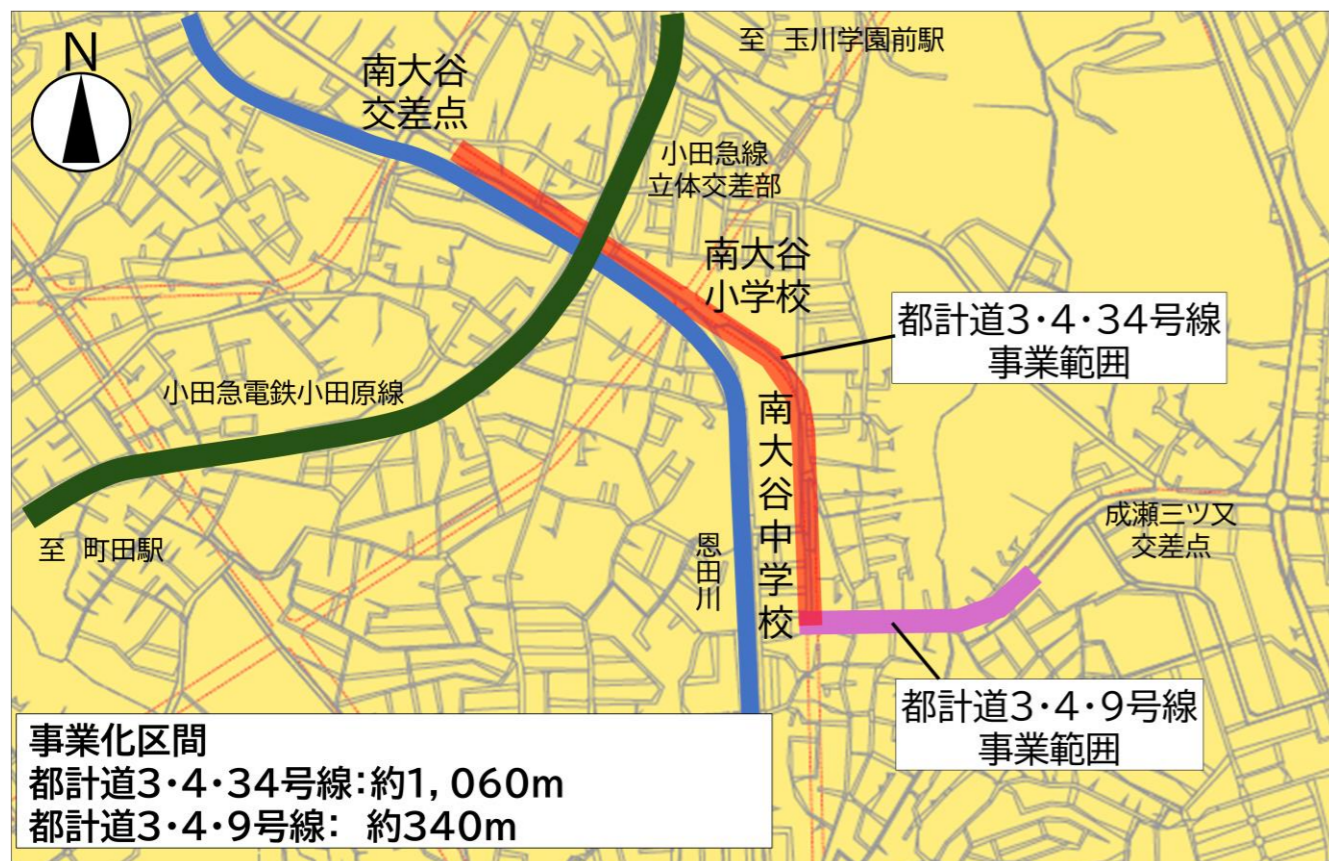 N
至 玉川学園前駅
南大谷
交差点
小田急線
立体交差部
南大谷
小学校
都計道3・4・34号線
事業範囲
小田急電鉄小田原線
南大谷中学校
成瀬三ツ又
交差点
至 町田駅
恩田川
都計道3・4・9号線
事業範囲
事業化区間
都計道3・4・34号線:約1,060m
都計道3・4・9号線: 約340m